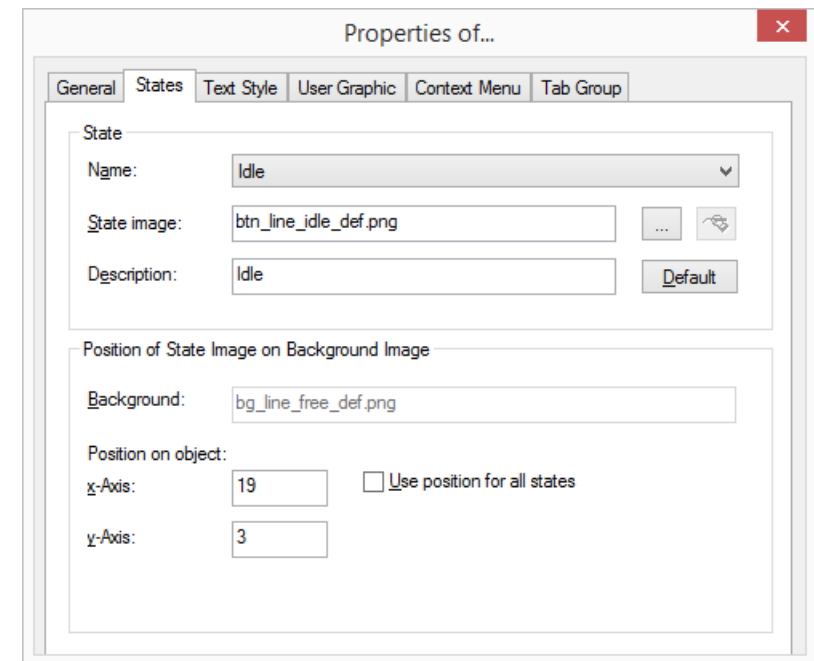 Properties of...
General States Text Style User Graphic Context Menu Tab Group
State
Name: Idle
State image: btn_line_idle_def.png ...
Description: Idle Default
Position of State Image on Background Image
Background: bg_line_free_def.png
Position on object:
x-Axis: 19 Use position for all states
y-Axis: 3